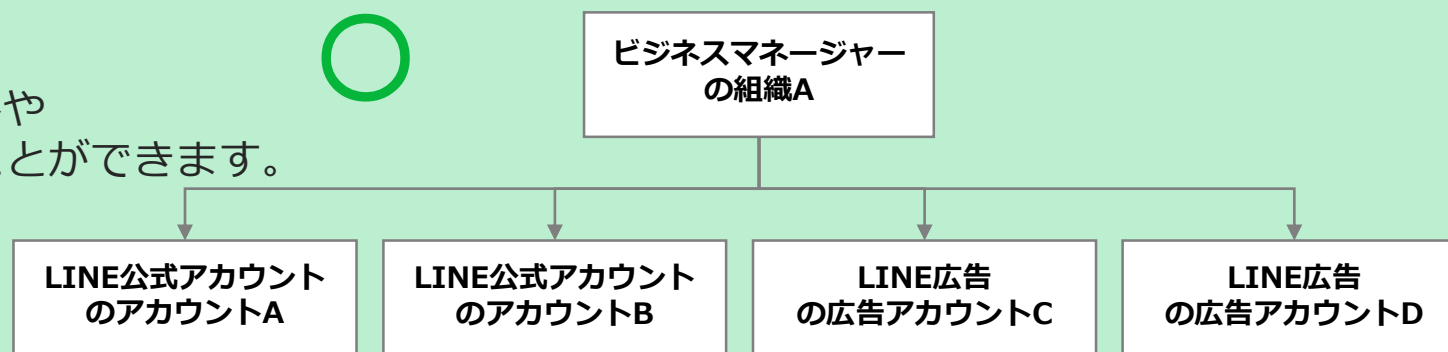 ビジネスマネージャー
の組織A
や
ことができます。
LINE公式アカウント
のアカウントA
LINE公式アカウント
のアカウントB
LINE広告
の広告アカウントC
LINE広告
の広告アカウントD